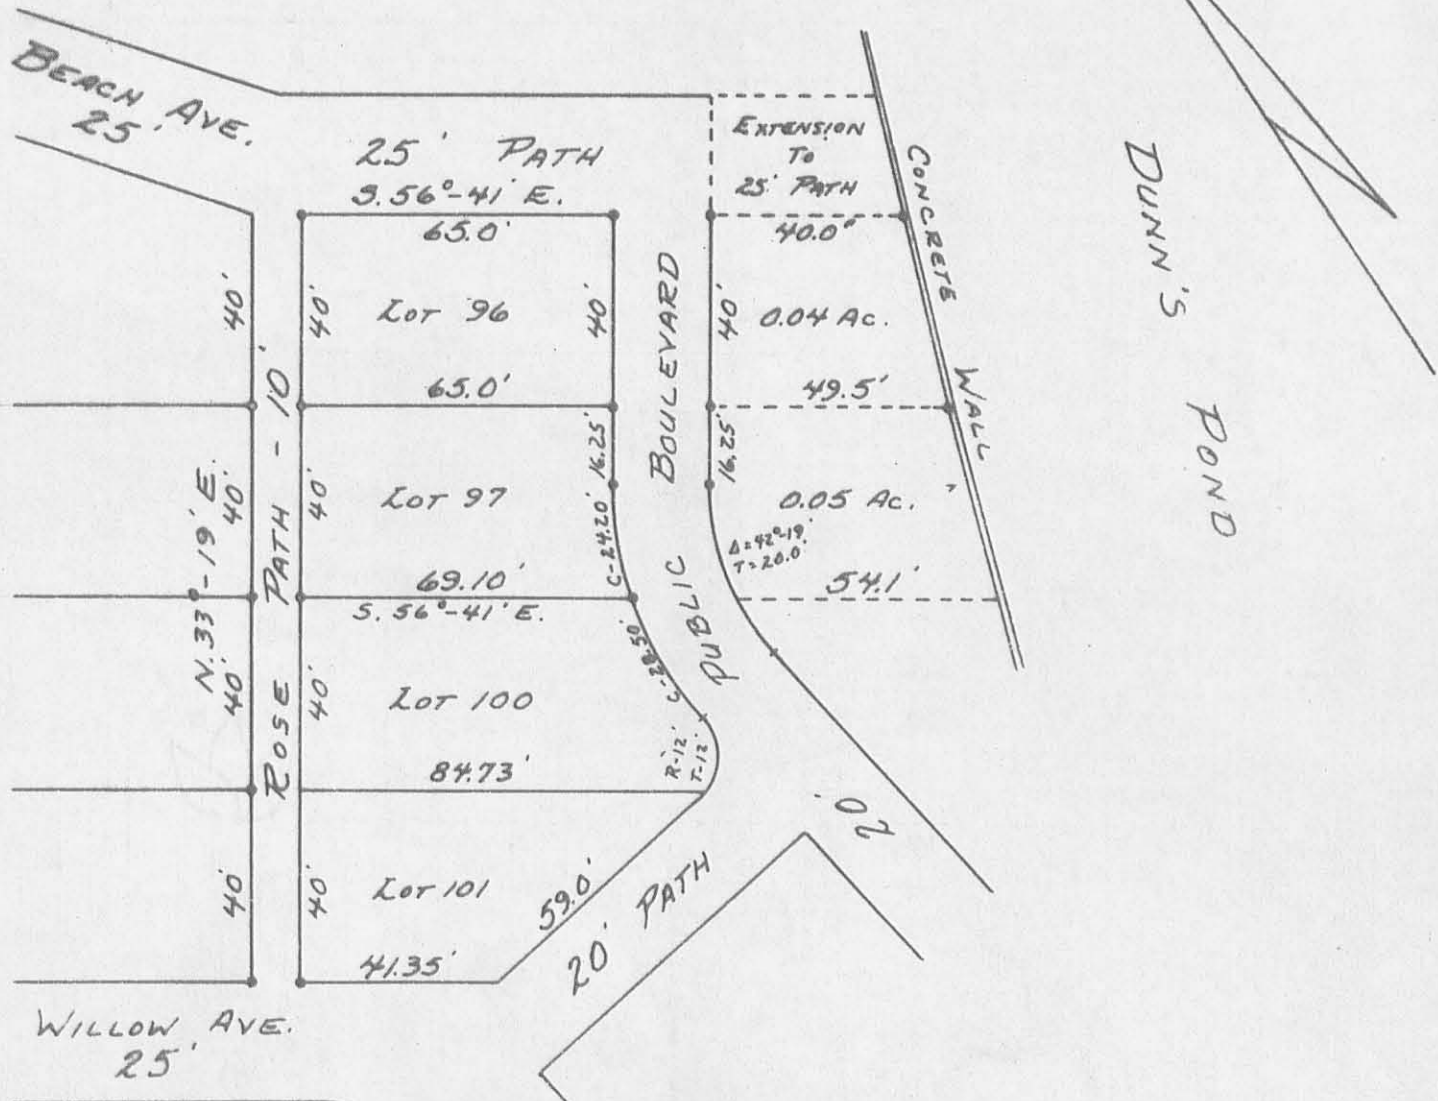 BEACH AVE.
25'
25' PATH
S. 56°-41' E.
65.0'
EXTENSION
TO
25' PATH
40.0'
CONCRETE WALL
DUNN'S POND
40'
40'
LOT 96
40'
40'
0.04 AC.
65.0'
49.5'
ROSE PATH - 10'
PUBLIC BOULEVARD
N. 33°-19' E.
40'
40'
LOT 97
16.25'
16.25'
C-24.20'
0.05 AC.
Δ=42°-19'
T=20.0'
69.10'
54.1'
S. 56°-41' E.
40'
40'
LOT 100
C-28.50'
R-12'
T-12'
84.73'
20'
40'
40'
LOT 101
59.0'
20' PATH
41.35'
WILLOW AVE.
25'